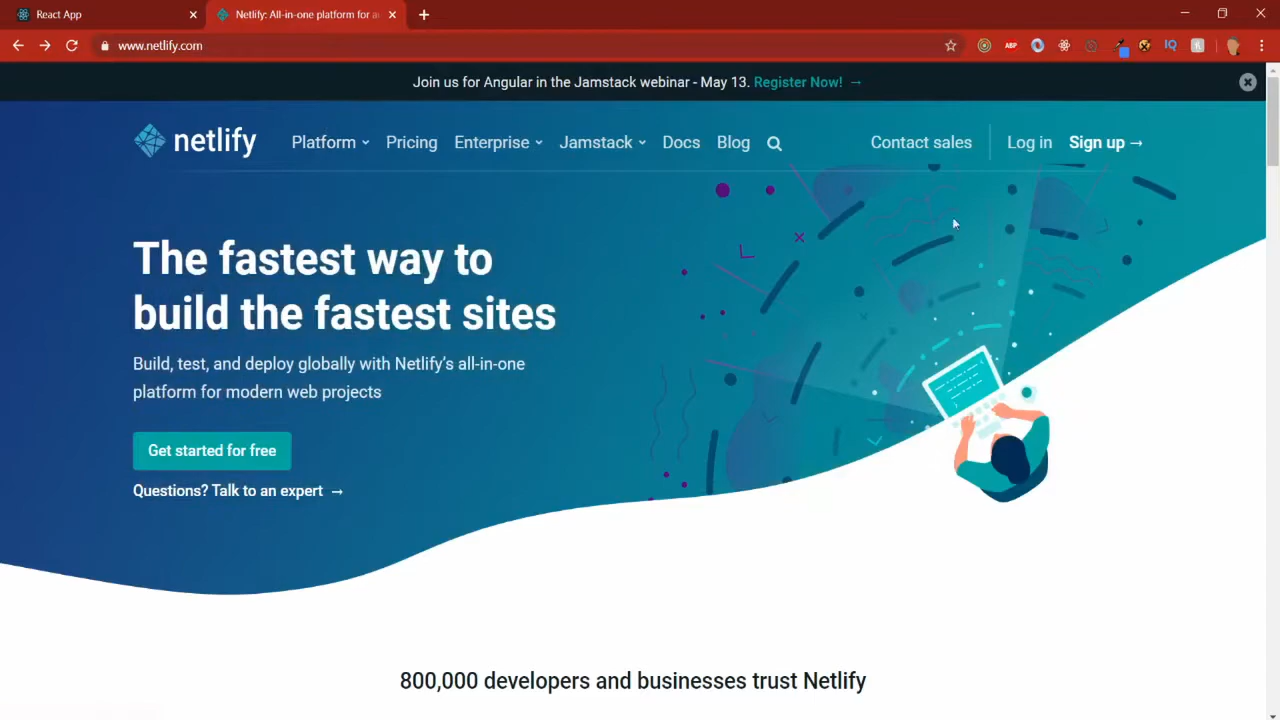 React App
Netlify: All-in-one platform for a
www.netlify.com
ABP
IQ
Join us for Angular in the Jamstack webinar - May 13. Register Now! →
netlify
Platform Pricing Enterprise Jamstack Docs Blog
Contact sales Log in Sign up →
The fastest way to
build the fastest sites
Build, test, and deploy globally with Netlify's all-in-one
platform for modern web projects
Get started for free
Questions? Talk to an expert →
800,000 developers and businesses trust Netlify